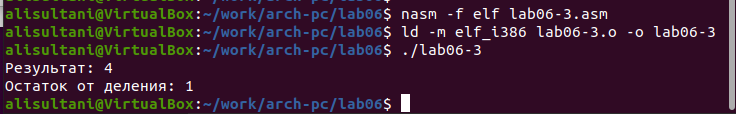 alisultani@VirtualBox:~/work/arch-pc/lab06$ nasm -f elf lab06-3.asm
alisultani@VirtualBox:~/work/arch-pc/lab06$ ld -m elf_i386 lab06-3.o -o lab06-3
alisultani@VirtualBox:~/work/arch-pc/lab06$ ./lab06-3
Результат: 4
Остаток от деления: 1
alisultani@VirtualBox:~/work/arch-pc/lab06$